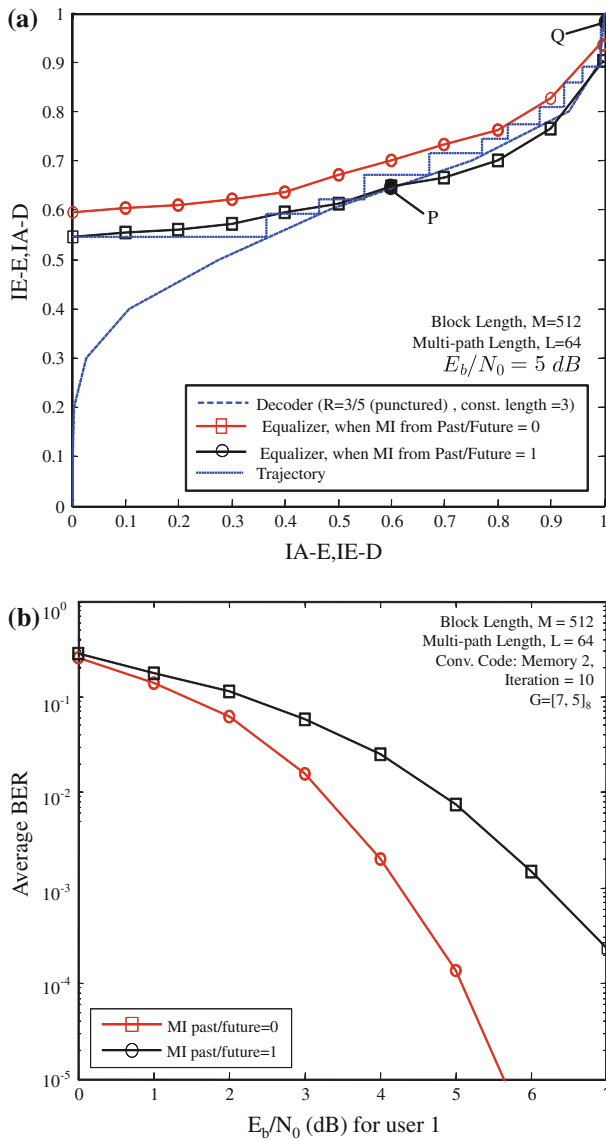 (a)
1
0.9
0.8
0.7
0.6
0.5
0.4
0.3
0.2
0.1
0
IE-E,IA-D
Q
P
Block Length, M=512
Multi-path Length, L=64
E_b/N_0 = 5 dB
Decoder (R=3/5 (punctured) , const. length =3)
Equalizer, when MI from Past/Future = 0
Equalizer, when MI from Past/Future = 1
Trajectory
0 0.1 0.2 0.3 0.4 0.5 0.6 0.7 0.8 0.9 1
IA-E,IE-D
(b)
10^0
10^-1
10^-2
10^-3
10^-4
10^-5
Average BER
Block Length, M = 512
Multi-path Length, L = 64
Conv. Code: Memory 2,
Iteration = 10
G=[7, 5]_8
MI past/future=0
MI past/future=1
0 1 2 3 4 5 6 7
E_b/N_0 (dB) for user 1